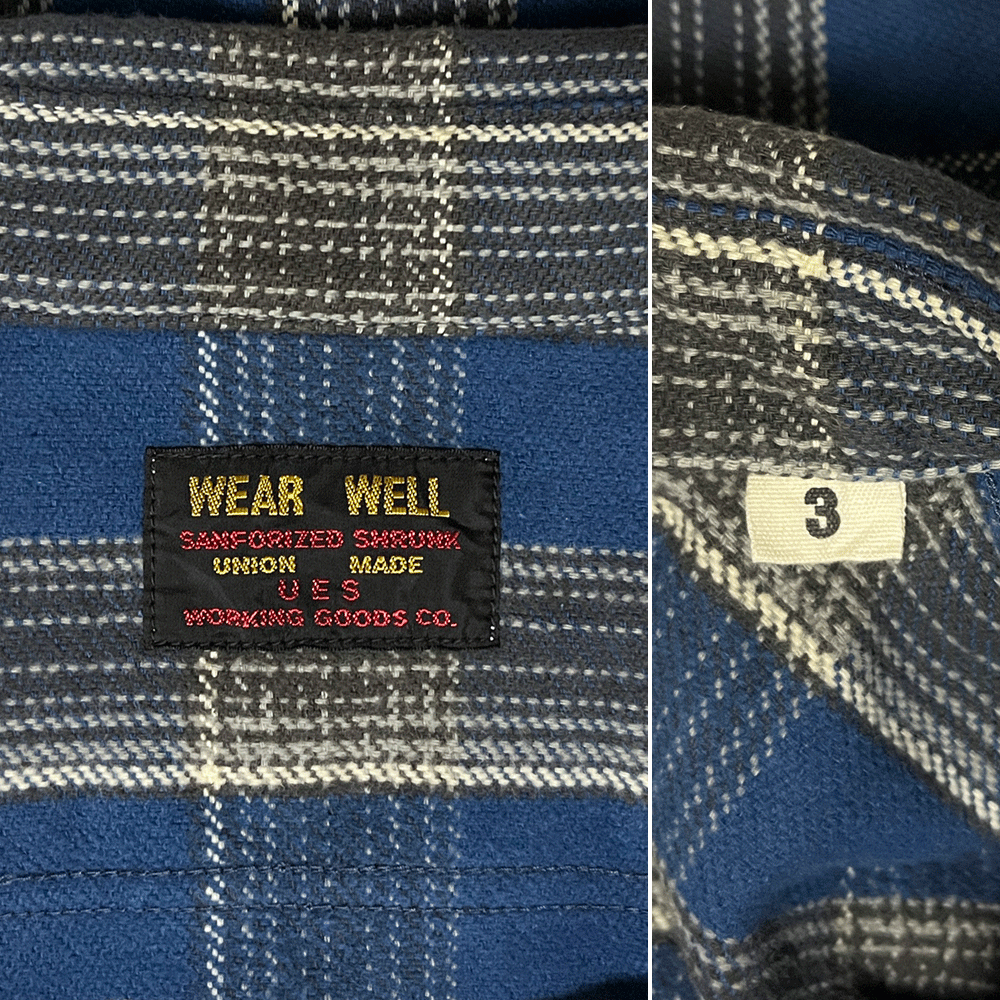 WEAR WELL
SANFORIZED SHRUNK
UNION MADE
UES
WORKING GOODS CO.
3